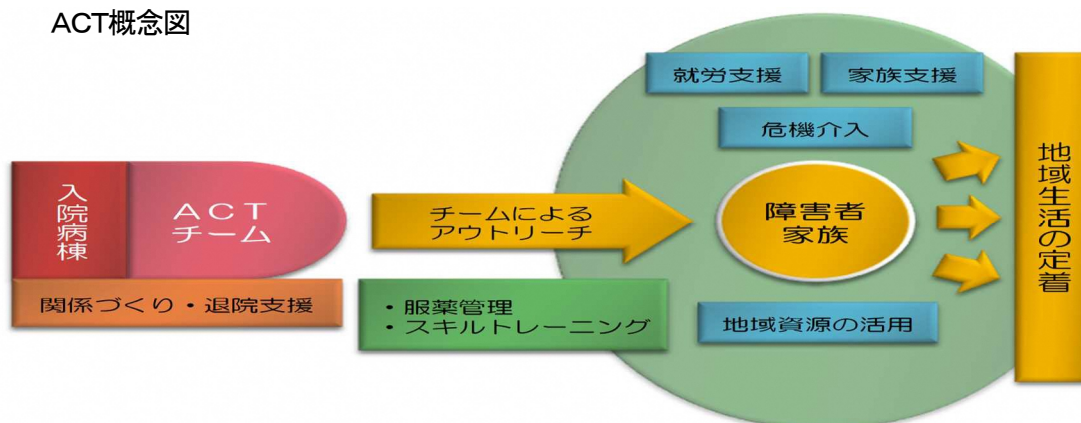 ACT概念図
入院病棟
ACT
チーム
関係づくり・退院支援
チームによる
アウトリーチ
・服薬管理
・スキルトレーニング
就労支援
家族支援
危機介入
障害者
家族
地域資源の活用
地域生活の定着